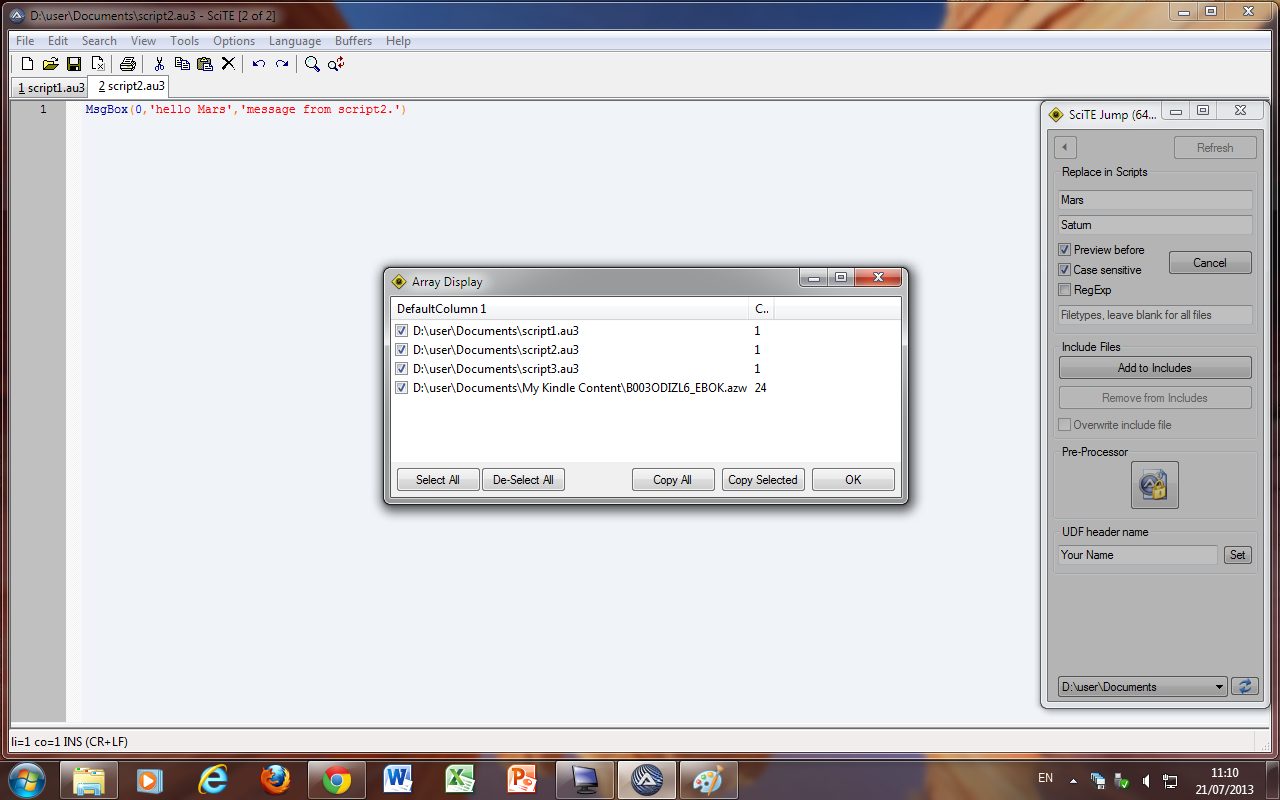 D:\user\Documents\script2.au3 - SciTE [2 of 2]
File Edit Search View Tools Options Language Buffers Help
1 script1.au3 2 script2.au3
1 MsgBox(0,'hello Mars','message from script2.')
SciTE Jump (64...
Refresh
Replace in Scripts
Mars
Saturn
Preview before
Case sensitive
Cancel
RegExp
Filetypes, leave blank for all files
Include Files
Add to Includes
Remove from Includes
Overwrite include file
Pre-Processor
UDF header name
Your Name Set
D:\user\Documents
Array Display
DefaultColumn 1 C..
D:\user\Documents\script1.au3 1
D:\user\Documents\script2.au3 1
D:\user\Documents\script3.au3 1
D:\user\Documents\My Kindle Content\B003ODIZL6_EBOK.azw 24
Select All De-Select All Copy All Copy Selected OK
li=1 co=1 INS (CR+LF)
EN 11:10
21/07/2013